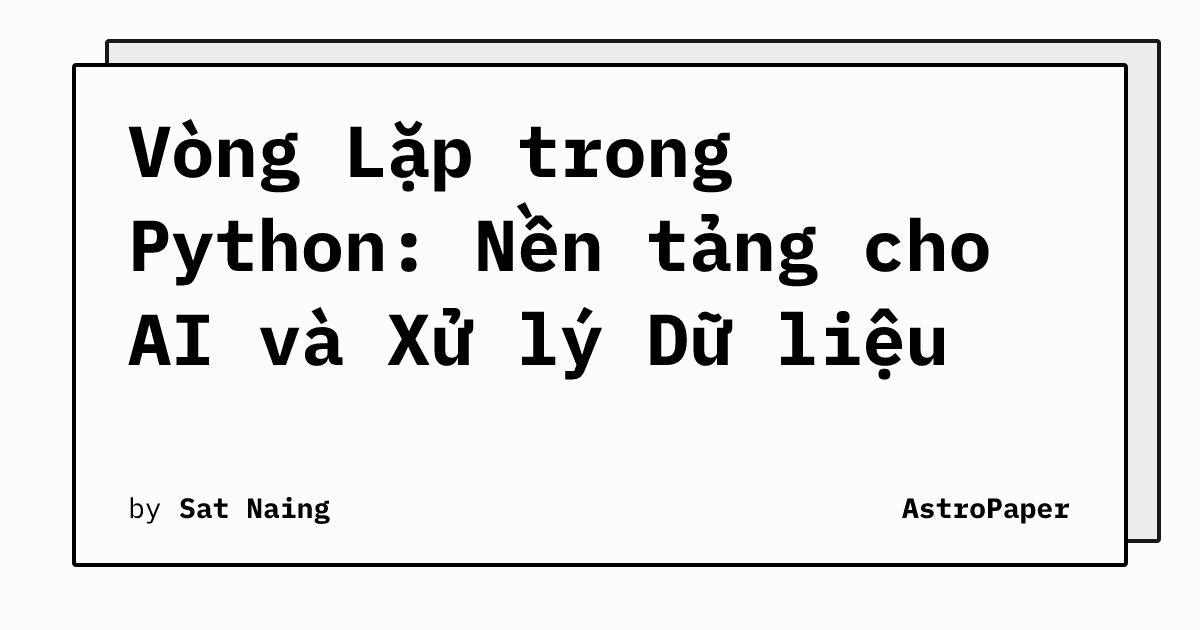 Vòng Lặp trong
Python: Nền tảng cho
AI và Xử lý Dữ liệu
by Sat Naing
AstroPaper